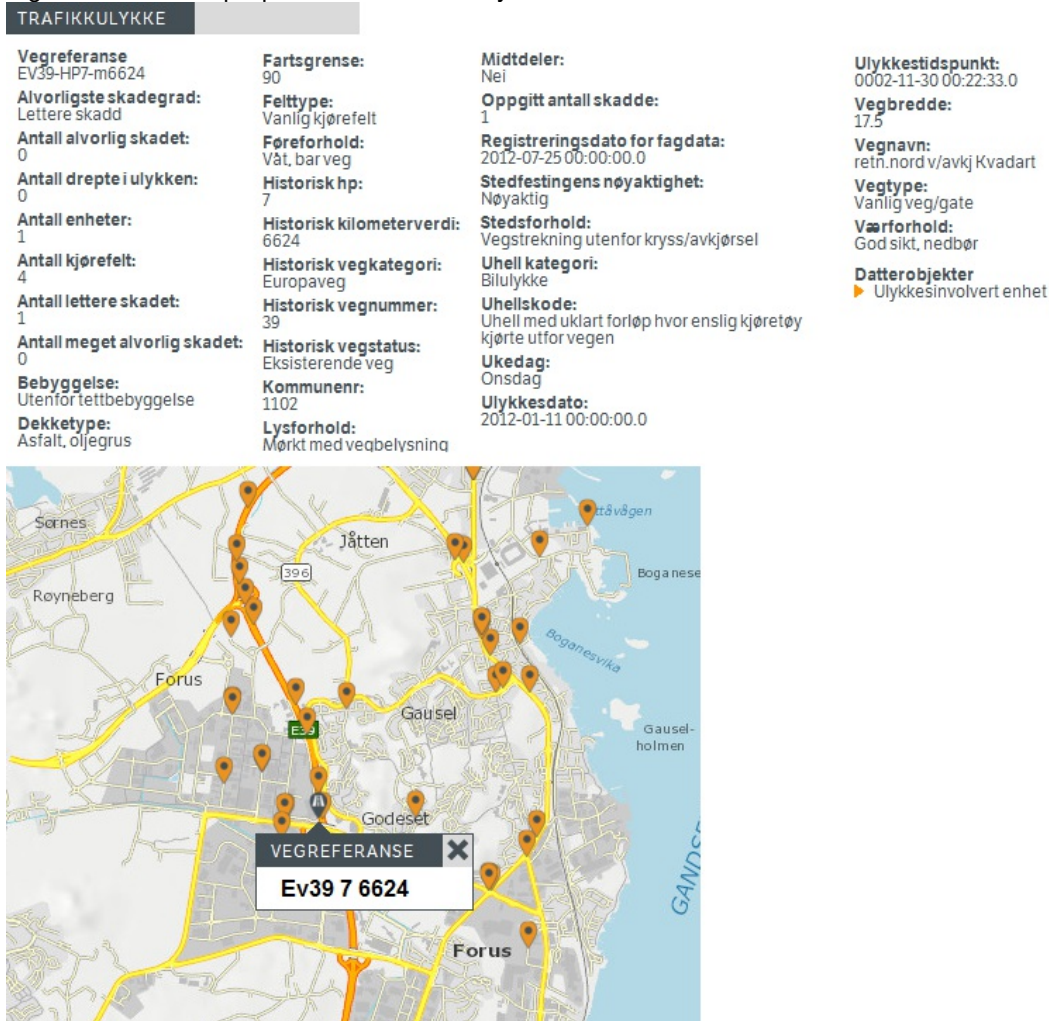 TRAFIKKULYKKE
Vegreferanse
EV39-HP7-m6624
Alvorligste skadegrad:
Lettere skadd
Antall alvorlig skadet:
0
Antall drepte i ulykken:
0
Antall enheter:
1
Antall kjørefelt:
4
Antall lettere skadet:
1
Antall meget alvorlig skadet:
0
Bebyggelse:
Utenfor tettbebyggelse
Dekketype:
Asfalt, oljegrus
Fartsgrense:
90
Felttype:
Vanlig kjørefelt
Føreforhold:
Våt, bar veg
Historisk hp:
7
Historisk kilometerverdi:
6624
Historisk vegkategori:
Europaveg
Historisk vegnummer:
39
Historisk vegstatus:
Eksisterende veg
Kommunenr:
1102
Lysforhold:
Mørkt med vegbelysning
Midtdeler:
Nei
Oppgitt antall skadde:
1
Registreringsdato for fagdata:
2012-07-25 00:00:00.0
Stedfestingens nøyaktighet:
Nøyaktig
Stedsforhold:
Vegstrekning utenfor kryss/avkjørsel
Uhell kategori:
Bilulykke
Uhellskode:
Uhell med uklart forløp hvor enslig kjøretøy
kjørte utfor vegen
Ukedag:
Onsdag
Ulykkesdato:
2012-01-11 00:00:00.0
Ulykkestidspunkt:
0002-11-30 00:22:33.0
Vegbredde:
17.5
Vegnavn:
retn.nord v/avkj Kvadart
Vegtype:
Vanlig veg/gate
Værforhold:
God sikt, nedbør
Datterobjekter
Ulykkesinvolvert enhet
Sørnes
Jåtten
396
Boganese
Røyneberg
Boganesvika
Forus
Gausel
E39
Gausel-
holmen
Godeset
VEGREFERANSE
Ev39 7 6624
Forus